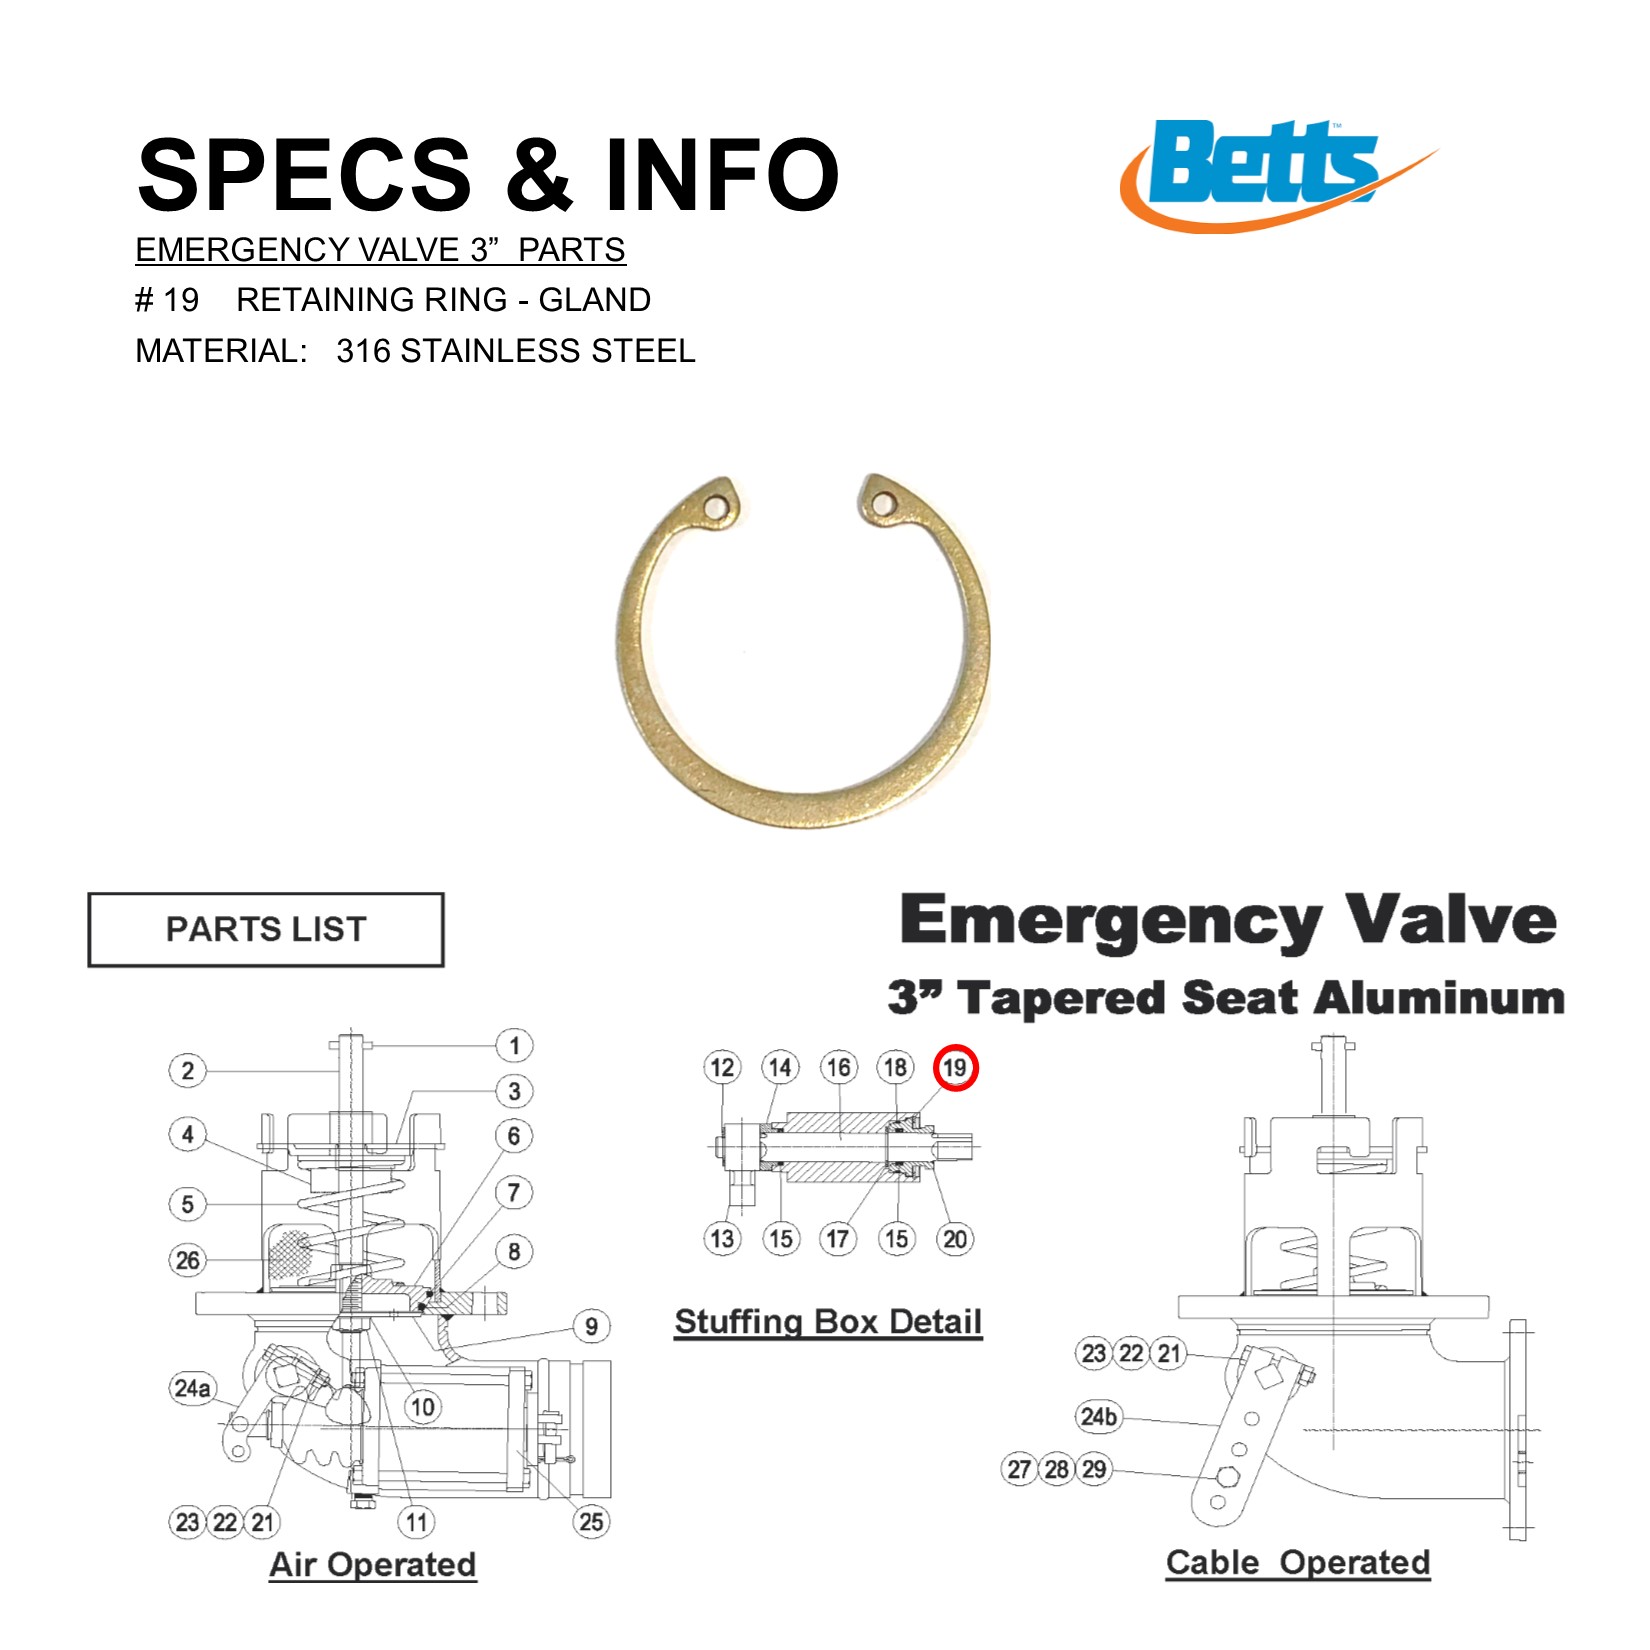 SPECS & INFO
Betts™
EMERGENCY VALVE 3”  PARTS
# 19    RETAINING RING - GLAND
MATERIAL:   316 STAINLESS STEEL
PARTS LIST
Emergency Valve
3” Tapered Seat Aluminum
1
2
3
4
6
5
7
26
8
9
24a
10
23 22 21
11
25
Air Operated
12 14 16 18 19
13 15 17 15 20
Stuffing Box Detail
23 22 21
24b
27 28 29
Cable  Operated